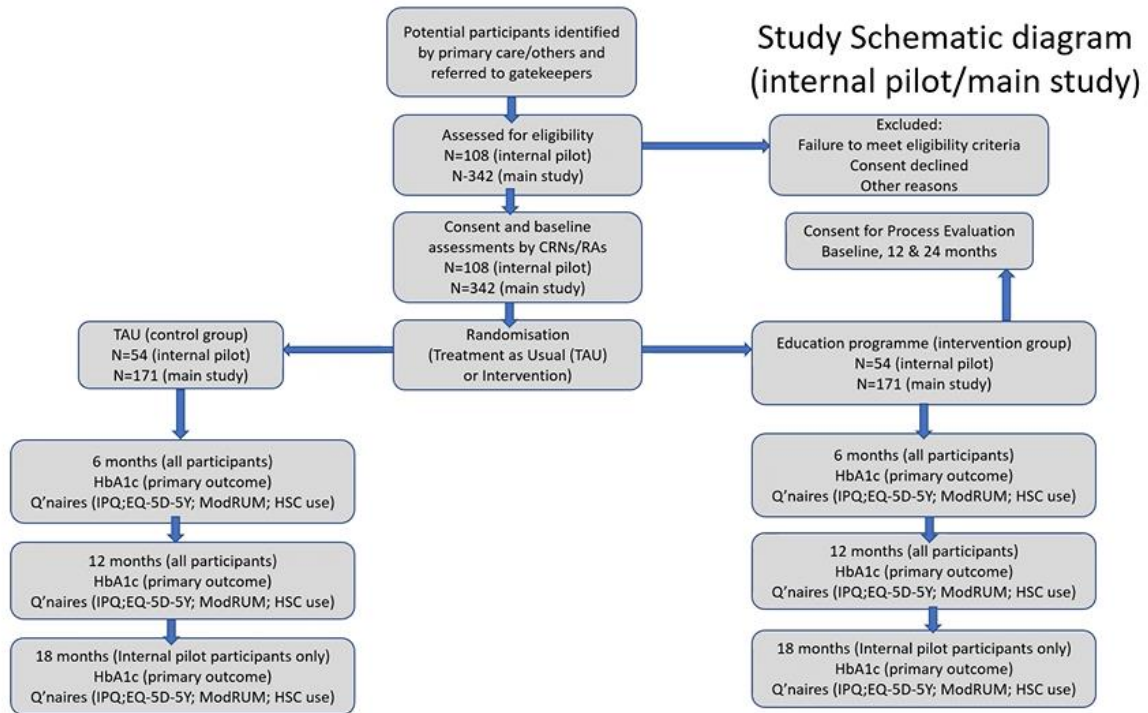 Study Schematic diagram
(internal pilot/main study)
Potential participants identified
by primary care/others and
referred to gatekeepers
Assessed for eligibility
N=108 (internal pilot)
N-342 (main study)
Excluded:
Failure to meet eligibility criteria
Consent declined
Other reasons
Consent and baseline
assessments by CRNs/RAs
N=108 (internal pilot)
N=342 (main study)
Consent for Process Evaluation
Baseline, 12 & 24 months
TAU (control group)
N=54 (internal pilot)
N=171 (main study)
Randomisation
(Treatment as Usual (TAU)
or Intervention)
Education programme (intervention group)
N=54 (internal pilot)
N=171 (main study)
6 months (all participants)
HbA1c (primary outcome)
Q'naires (IPQ;EQ-5D-5Y; ModRUM; HSC use)
6 months (all participants)
HbA1c (primary outcome)
Q'naires (IPQ;EQ-5D-5Y; ModRUM; HSC use)
12 months (all participants)
HbA1c (primary outcome)
Q'naires (IPQ;EQ-5D-5Y; ModRUM; HSC use)
12 months (all participants)
HbA1c (primary outcome)
Q'naires (IPQ;EQ-5D-5Y; ModRUM; HSC use)
18 months (Internal pilot participants only)
HbA1c (primary outcome)
Q'naires (IPQ;EQ-5D-5Y; ModRUM; HSC use)
18 months (Internal pilot participants only)
HbA1c (primary outcome)
Q'naires (IPQ;EQ-5D-5Y; ModRUM; HSC use)